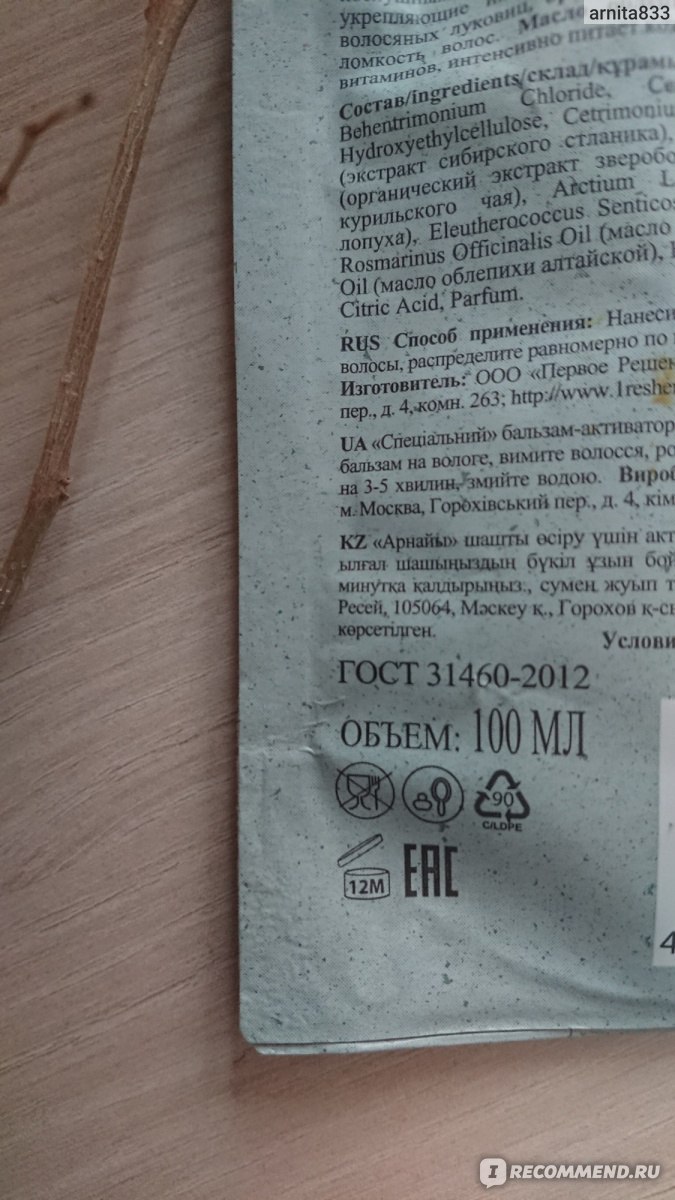 arnita833
укрепляющие
волосяных луковиц,
ломкость волос. Масло
витаминов, интенсивно питает
Состав/ingredients/склад/құрамы
Behentrimonium Chloride,
Hydroxyethylcellulose, Cetrimoniu
(экстракт сибирского стланика),
(органический экстракт зверобо
курильского чая), Arctium L
лопуха), Eleutherococcus Senticos
Rosmarinus Officinalis Oil (масло
Oil (масло облепихи алтайской),
Citric Acid, Parfum.
RUS Способ применения: Нанеси
волосы, распределите равномерно по
Изготовитель: ООО «Первое Решен
пер., д. 4, комн. 263; http://www.1reshe
UA «Спеціальний» бальзам-активатор
бальзам на вологе, вимите волосся, ро
на 3-5 хвилин, змийте водою. Вироб
м. Москва, Горохівський пер., д. 4, кім
KZ «Арнайы» шашты өсіру үшін акт
ылғал шашыңыздың бүкіл ұзын бой
минутқа қалдырыңыз., сумен жуып т
Ресей, 105064, Мәскеу қ., Горохов қ-сы
көрсетілген.
Услови
ГОСТ 31460-2012
ОБЪЕМ: 100 МЛ
90
C/LDPE
12M
EAC
4
IRECOMMEND.RU